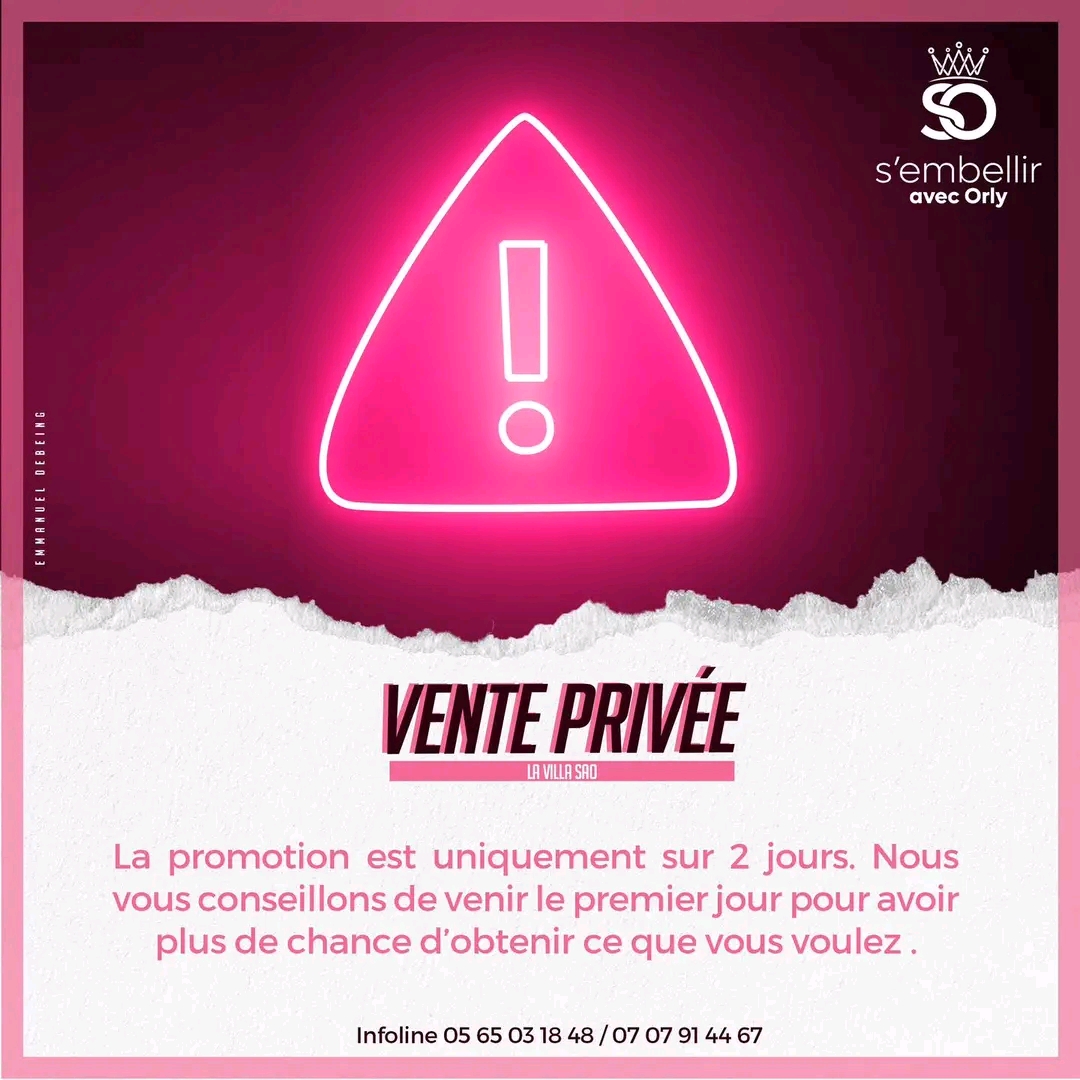 SO
s'embellir
avec Orly
EMMANUEL DEBEING
VENTE PRIVÉE
LA VILLA SAO
La promotion est uniquement sur 2 jours. Nous
vous conseillons de venir le premier jour pour avoir
plus de chance d'obtenir ce que vous voulez .
Infoline 05 65 03 18 48 / 07 07 91 44 67